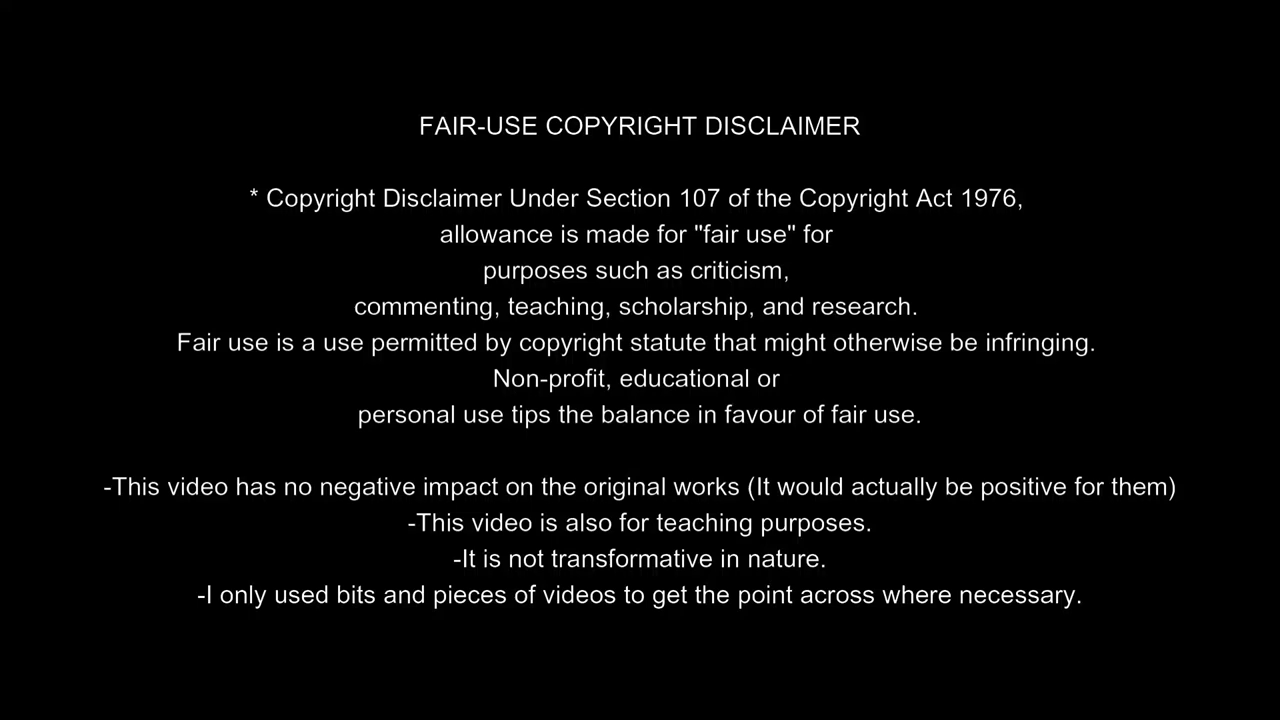 FAIR-USE COPYRIGHT DISCLAIMER
* Copyright Disclaimer Under Section 107 of the Copyright Act 1976,
allowance is made for "fair use" for
purposes such as criticism,
commenting, teaching, scholarship, and research.
Fair use is a use permitted by copyright statute that might otherwise be infringing.
Non-profit, educational or
personal use tips the balance in favour of fair use.
-This video has no negative impact on the original works (It would actually be positive for them)
-This video is also for teaching purposes.
-It is not transformative in nature.
-I only used bits and pieces of videos to get the point across where necessary.